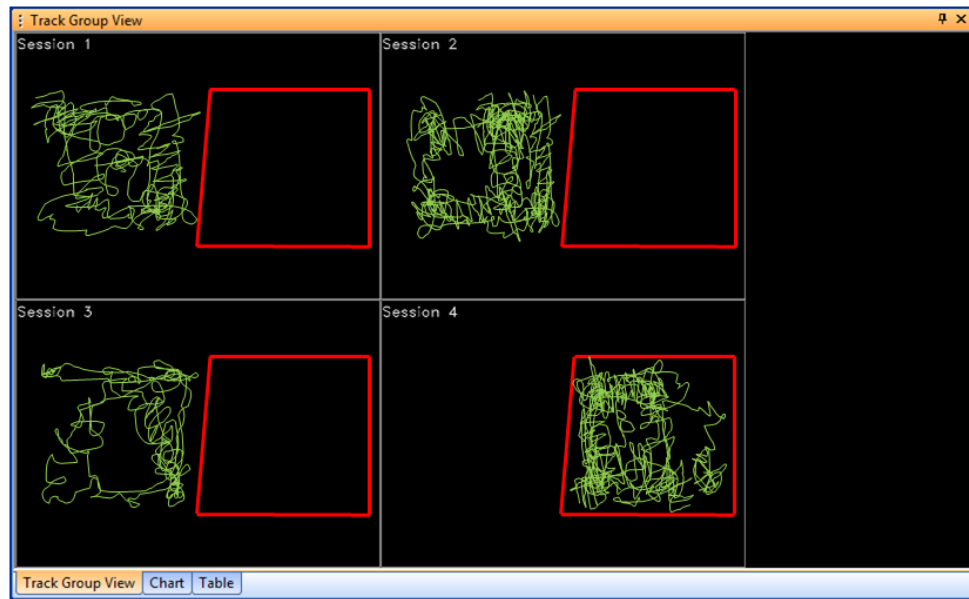 Track Group View
Session 1
Session 2
Session 3
Session 4
Track Group View
Chart
Table